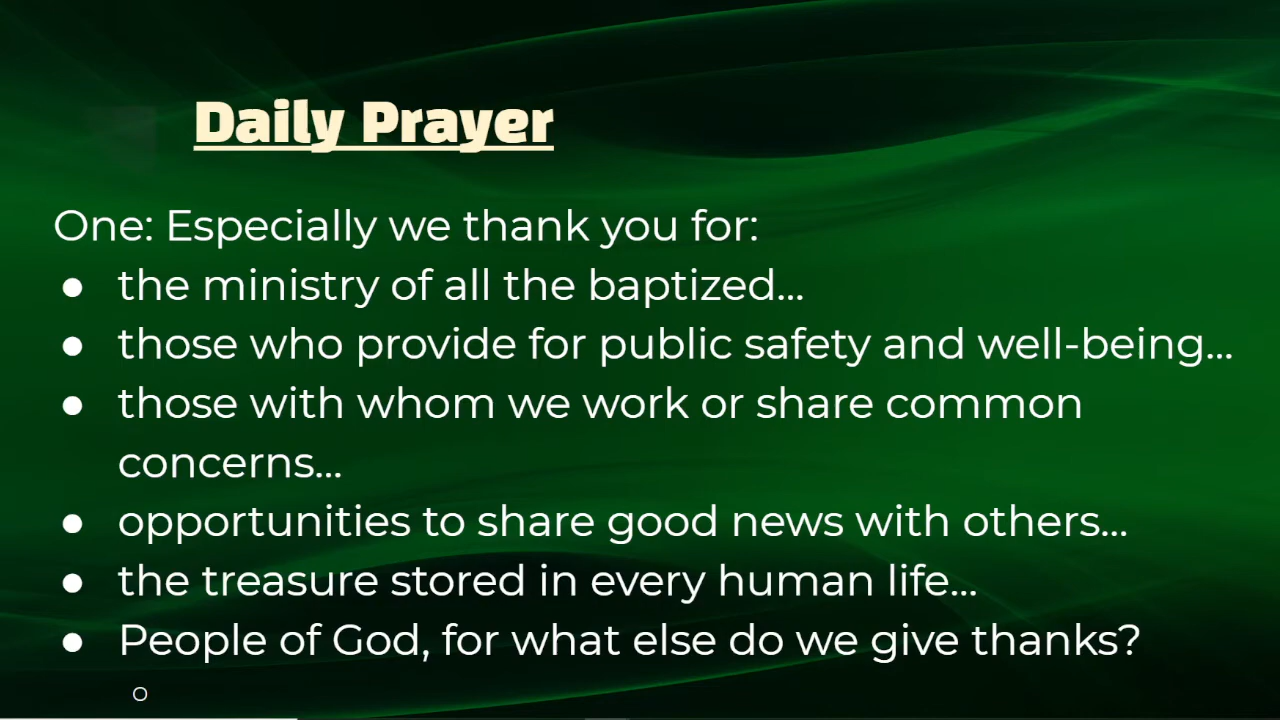 Daily Prayer
One: Especially we thank you for:
● the ministry of all the baptized...
● those who provide for public safety and well-being...
● those with whom we work or share common
concerns...
● opportunities to share good news with others...
● the treasure stored in every human life...
● People of God, for what else do we give thanks?
○